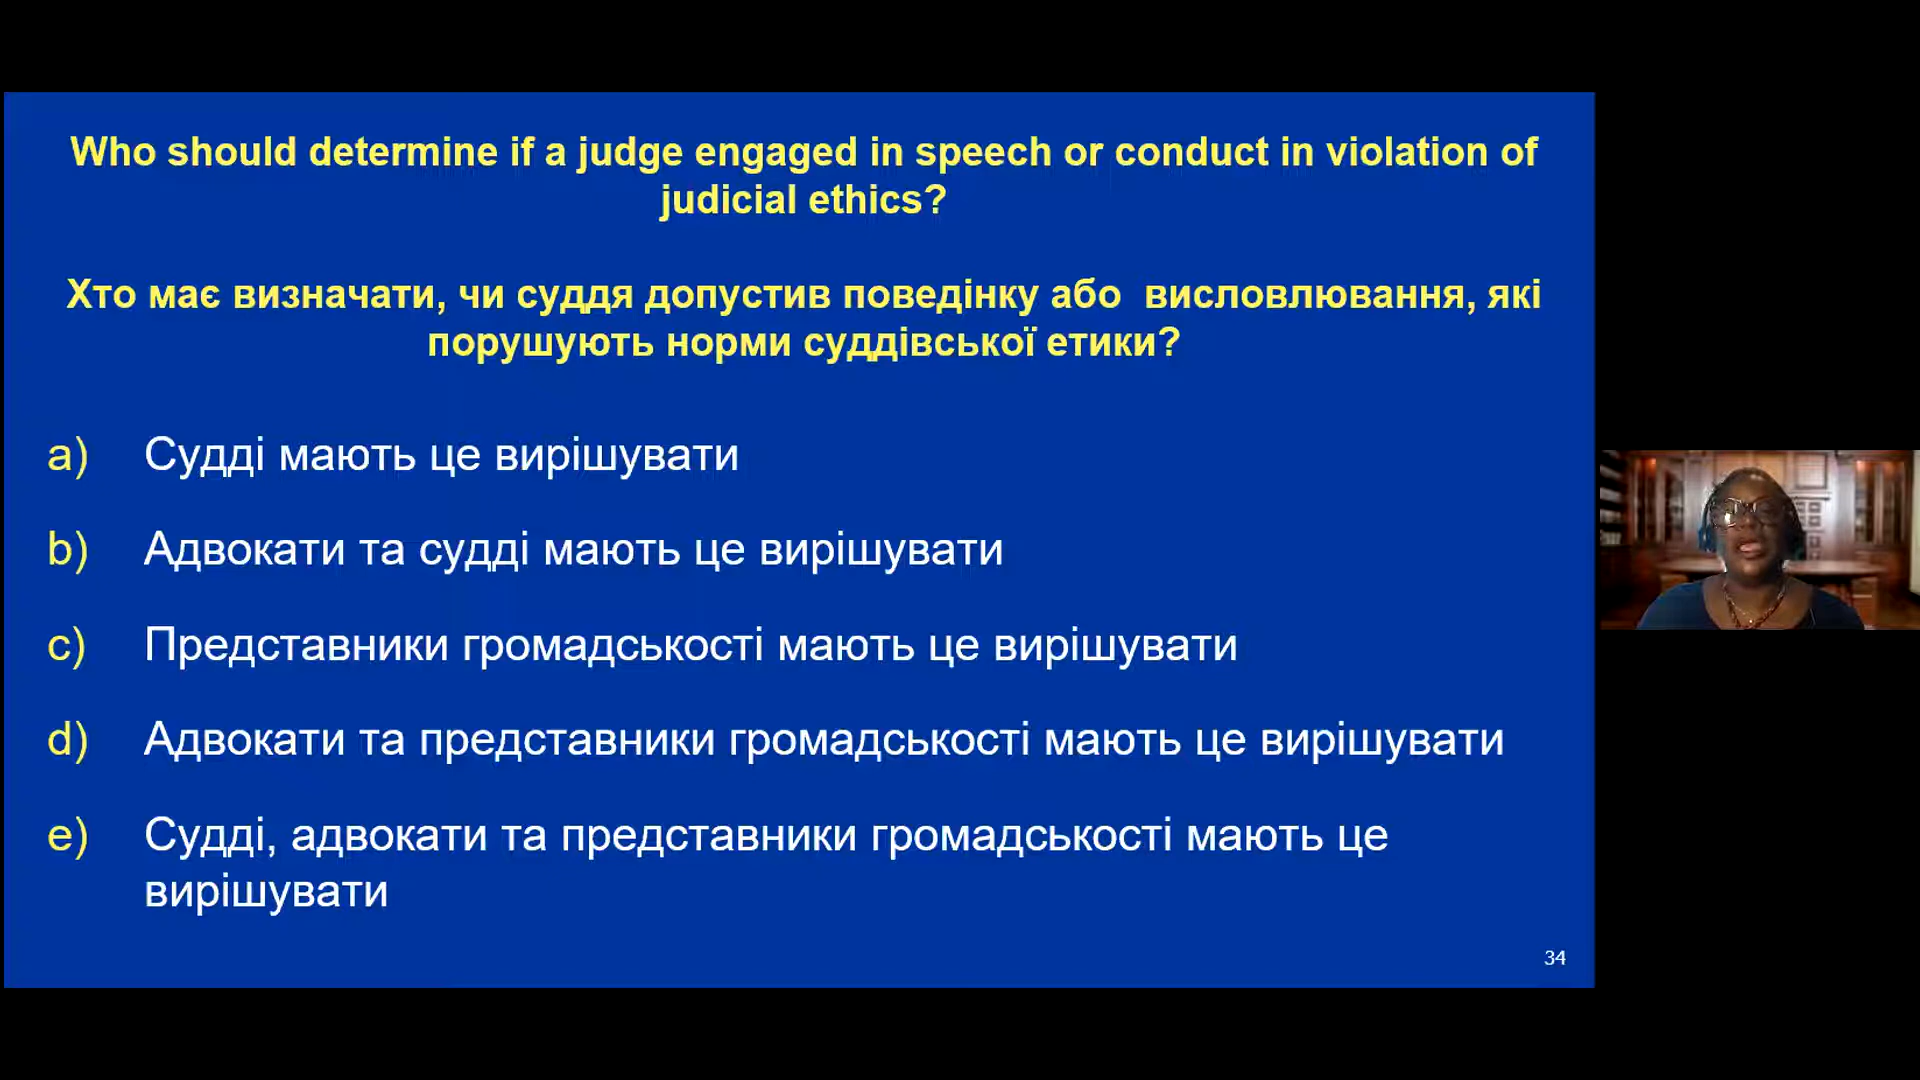 Who should determine if a judge engaged in speech or conduct in violation of
judicial ethics?
Хто має визначати, чи суддя допустив поведінку або висловлювання, які
порушують норми суддівської етики?
a) Судді мають це вирішувати
b) Адвокати та судді мають це вирішувати
c) Представники громадськості мають це вирішувати
d) Адвокати та представники громадськості мають це вирішувати
e) Судді, адвокати та представники громадськості мають це
вирішувати
34